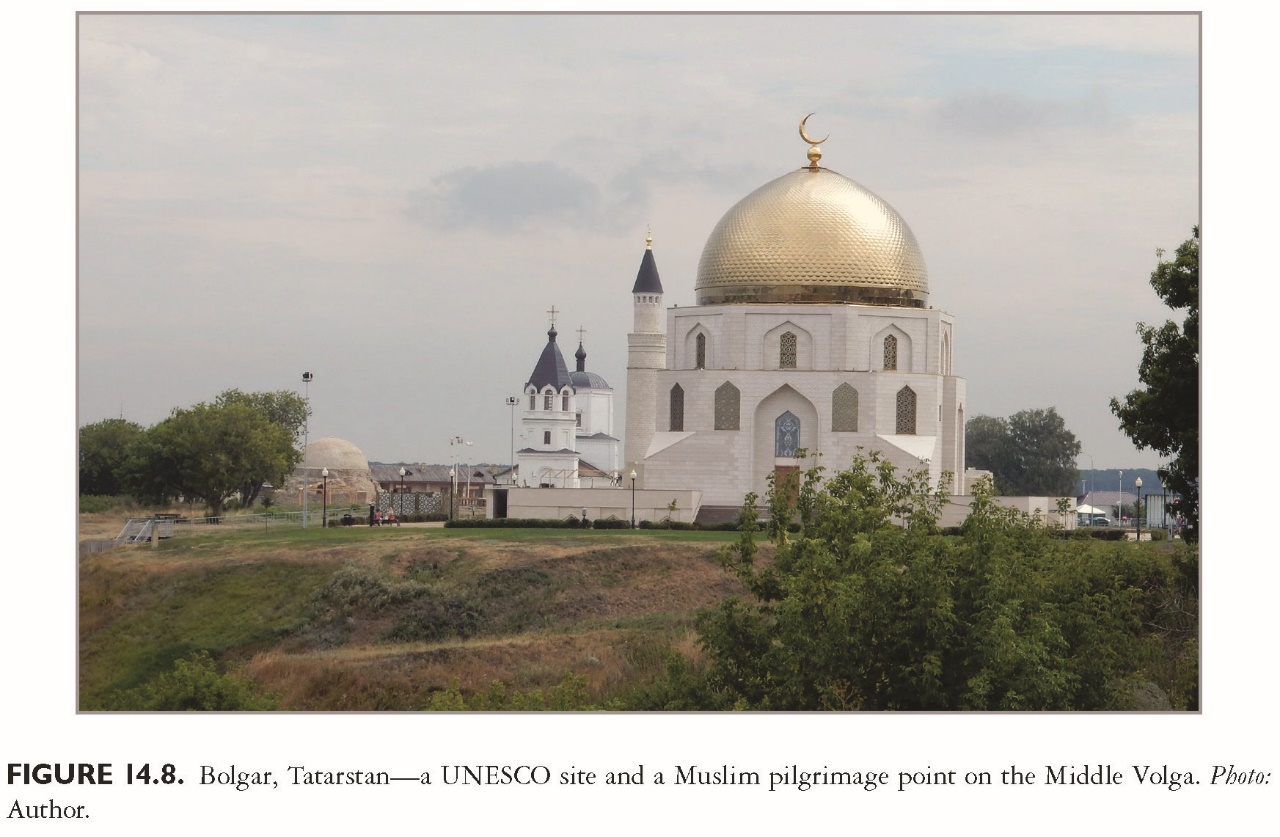 FIGURE 14.8. Bolgar, Tatarstan—a UNESCO site and a Muslim pilgrimage point on the Middle Volga. Photo:
Author.